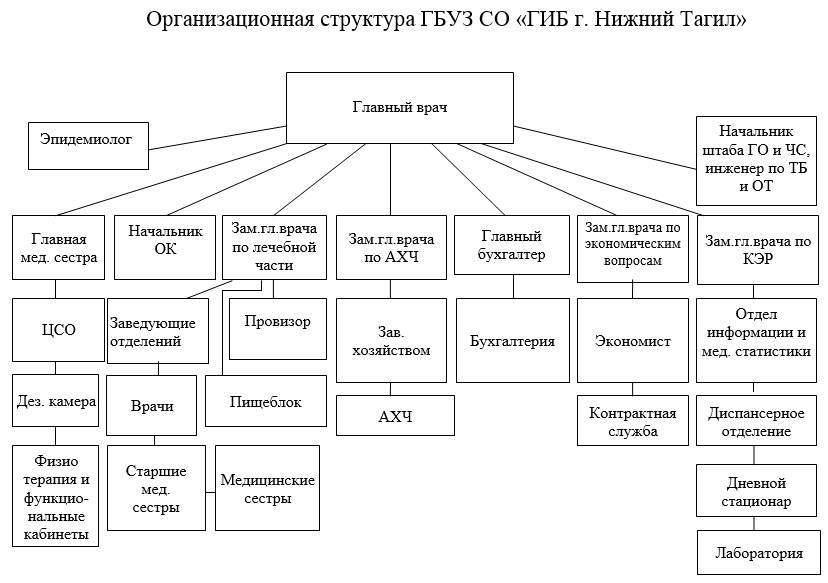 Организационная структура ГБУЗ СО «ГИБ г. Нижний Тагил»
Главный врач
Эпидемиолог
Начальник
штаба ГО и ЧС,
инженер по ТБ
и ОТ
Главная
мед. сестра
Начальник
ОК
Зам.гл.врача
по лечебной
части
Зам.гл.врача
по АХЧ
Главный
бухгалтер
Зам.гл.врача по
экономическим
вопросам
Зам.гл.врача по
КЭР
ЦСО
Заведующие
отделений
Провизор
Зав.
хозяйством
Бухгалтерия
Экономист
Отдел
информации и
мед. статистики
Дез. камера
Врачи
Пищеблок
АХЧ
Контрактная
служба
Диспансерное
отделение
Физио
терапия и
функцио-
нальные
кабинеты
Старшие
мед.
сестры
Медицинские
сестры
Дневной
стационар
Лаборатория